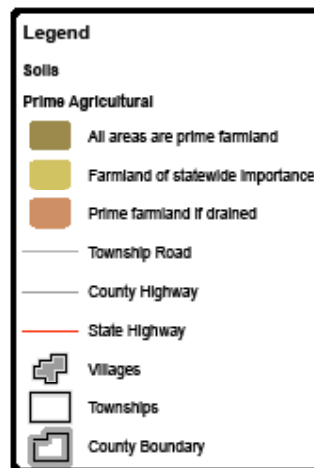 Legend
Soils
Prime Agricultural
All areas are prime farmland
Farmland of statewide importance
Prime farmland if drained
Township Road
County Highway
State Highway
Villages
Townships
County Boundary